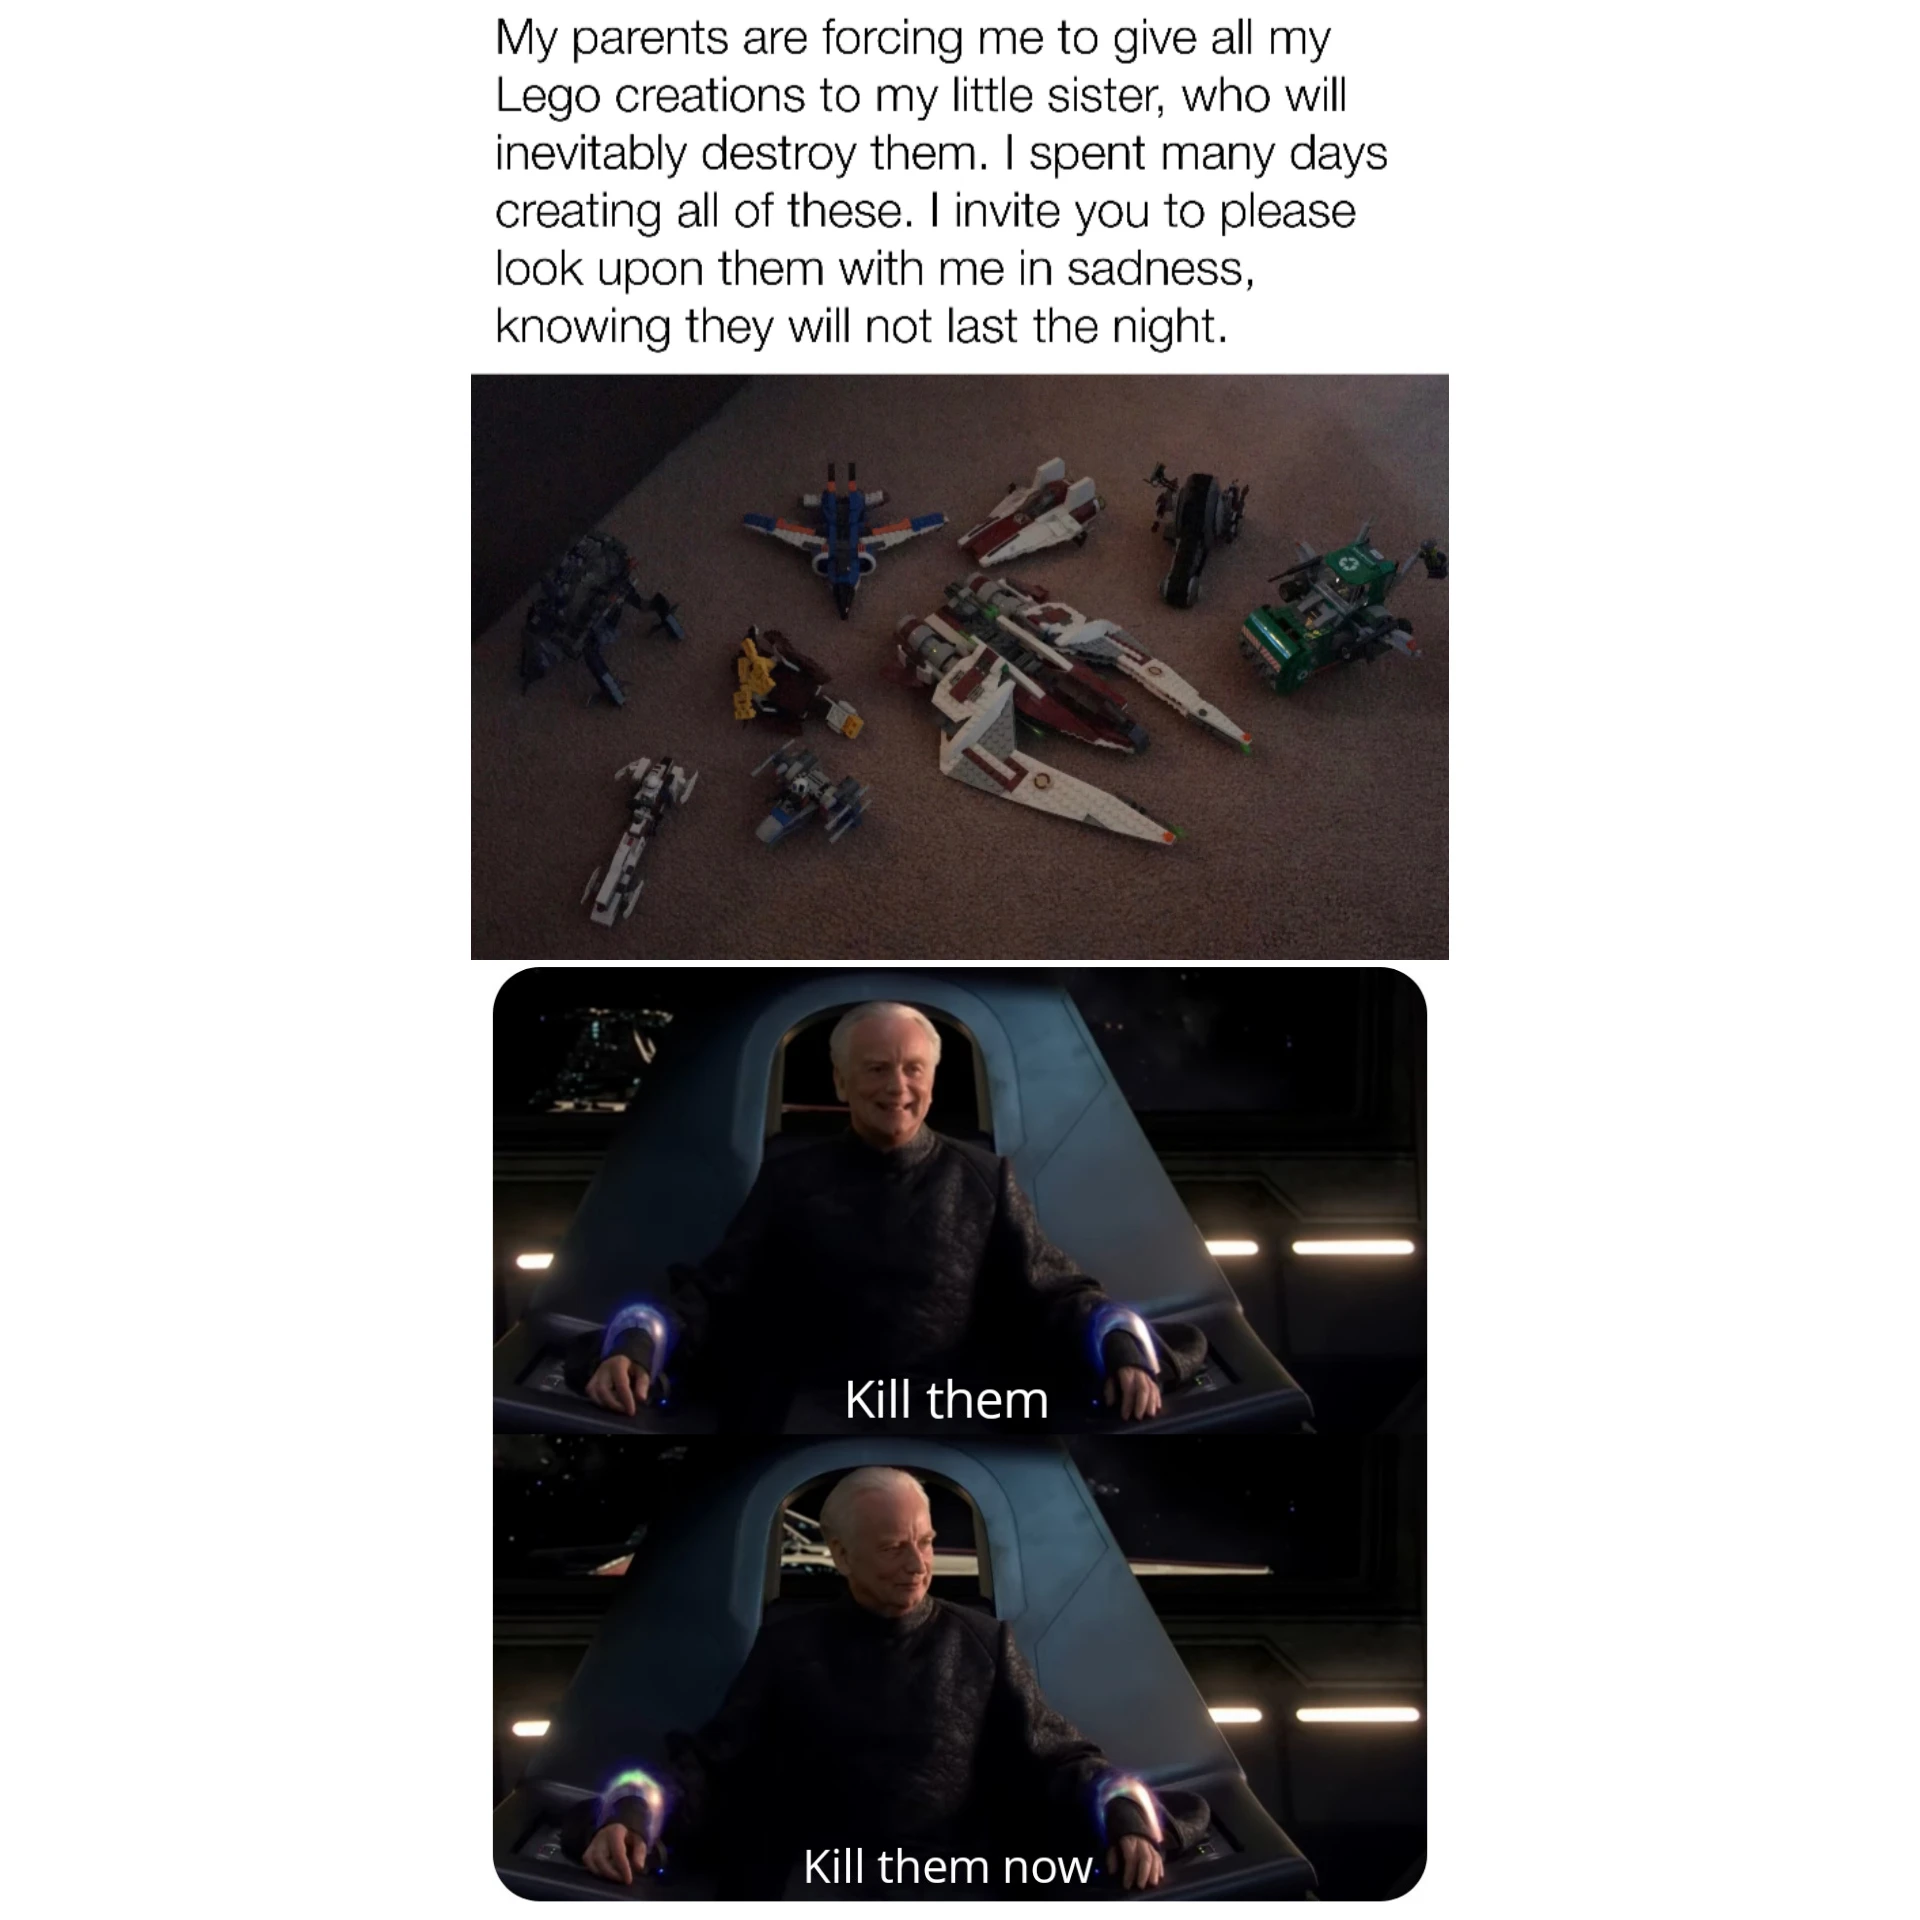 My parents are forcing me to give all my
Lego creations to my little sister, who will
inevitably destroy them. I spent many days
creating all of these. I invite you to please
look upon them with me in sadness,
knowing they will not last the night.
Kill them
Kill them now